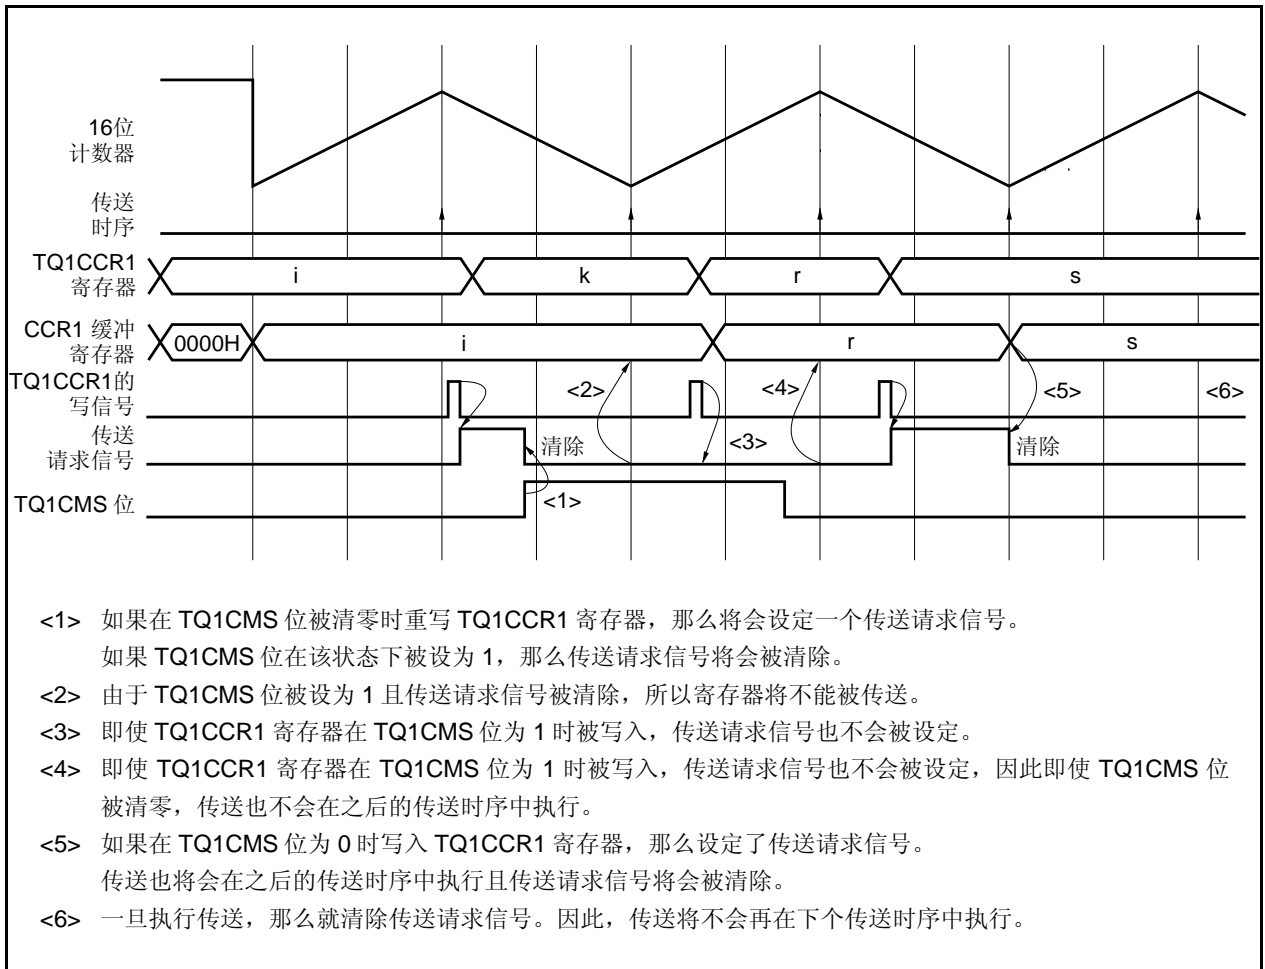 16位
计数器
传送
时序
TQ1CCR1
寄存器
i
k
r
s
CCR1 缓冲
寄存器
0000H
i
r
s
TQ1CCR1的
写信号
<2>
<4>
<5>
<6>
传送
请求信号
清除
<3>
清除
TQ1CMS 位
<1>
<1> 如果在 TQ1CMS 位被清零时重写 TQ1CCR1 寄存器，那么将会设定一个传送请求信号。
如果 TQ1CMS 位在该状态下被设为 1，那么传送请求信号将会被清除。
<2> 由于 TQ1CMS 位被设为 1 且传送请求信号被清除，所以寄存器将不能被传送。
<3> 即使 TQ1CCR1 寄存器在 TQ1CMS 位为 1 时被写入，传送请求信号也不会被设定。
<4> 即使 TQ1CCR1 寄存器在 TQ1CMS 位为 1 时被写入，传送请求信号也不会被设定，因此即使 TQ1CMS 位
被清零，传送也不会在之后的传送时序中执行。
<5> 如果在 TQ1CMS 位为 0 时写入 TQ1CCR1 寄存器，那么设定了传送请求信号。
传送也将会在之后的传送时序中执行且传送请求信号将会被清除。
<6> 一旦执行传送，那么就清除传送请求信号。因此，传送将不会再在下个传送时序中执行。